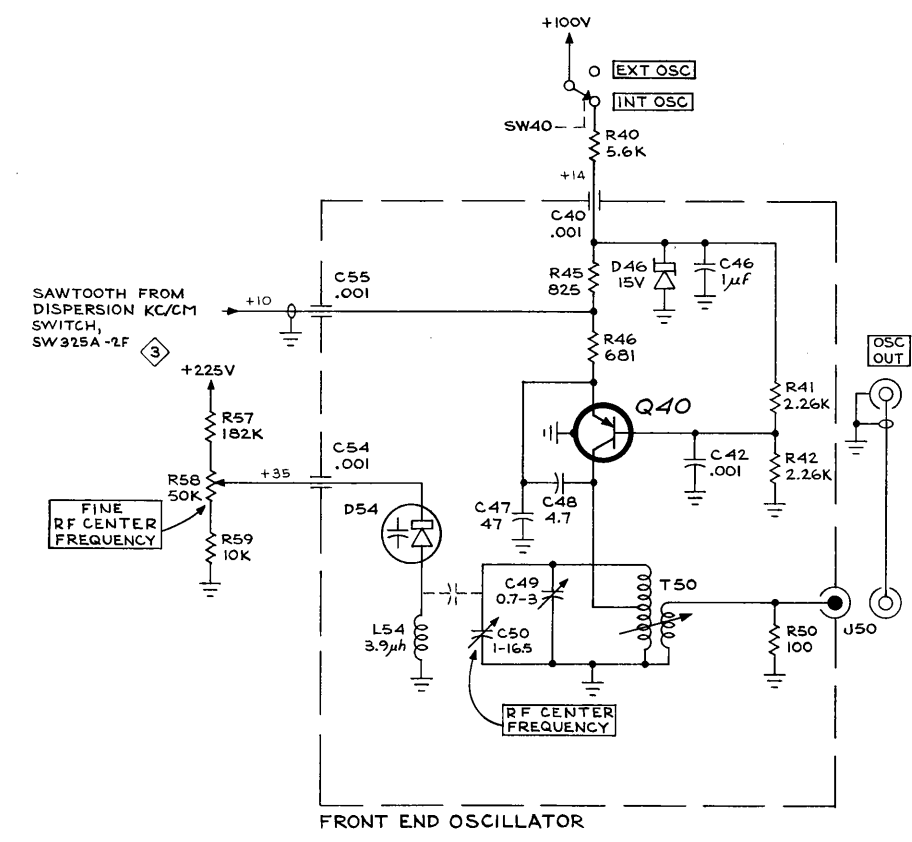 +100V
EXT OSC
INT OSC
SW40
R40
5.6K
+14
C40
.001
C55
.001
R45
825
D46
15V
C46
1µF
SAWTOOTH FROM
DISPERSION KC/CM
SWITCH,
SW325A-2F
3
+10
R46
681
OSC
OUT
+225V
R57
182K
Q40
R41
2.26K
C54
.001
R58
50K
+35
C42
.001
R42
2.26K
FINE
RF CENTER
FREQUENCY
D54
C47
47
C48
4.7
R59
10K
C49
0.7-3
T50
L54
3.9µh
C50
1-16.5
R50
100
J50
RF CENTER
FREQUENCY
FRONT END OSCILLATOR